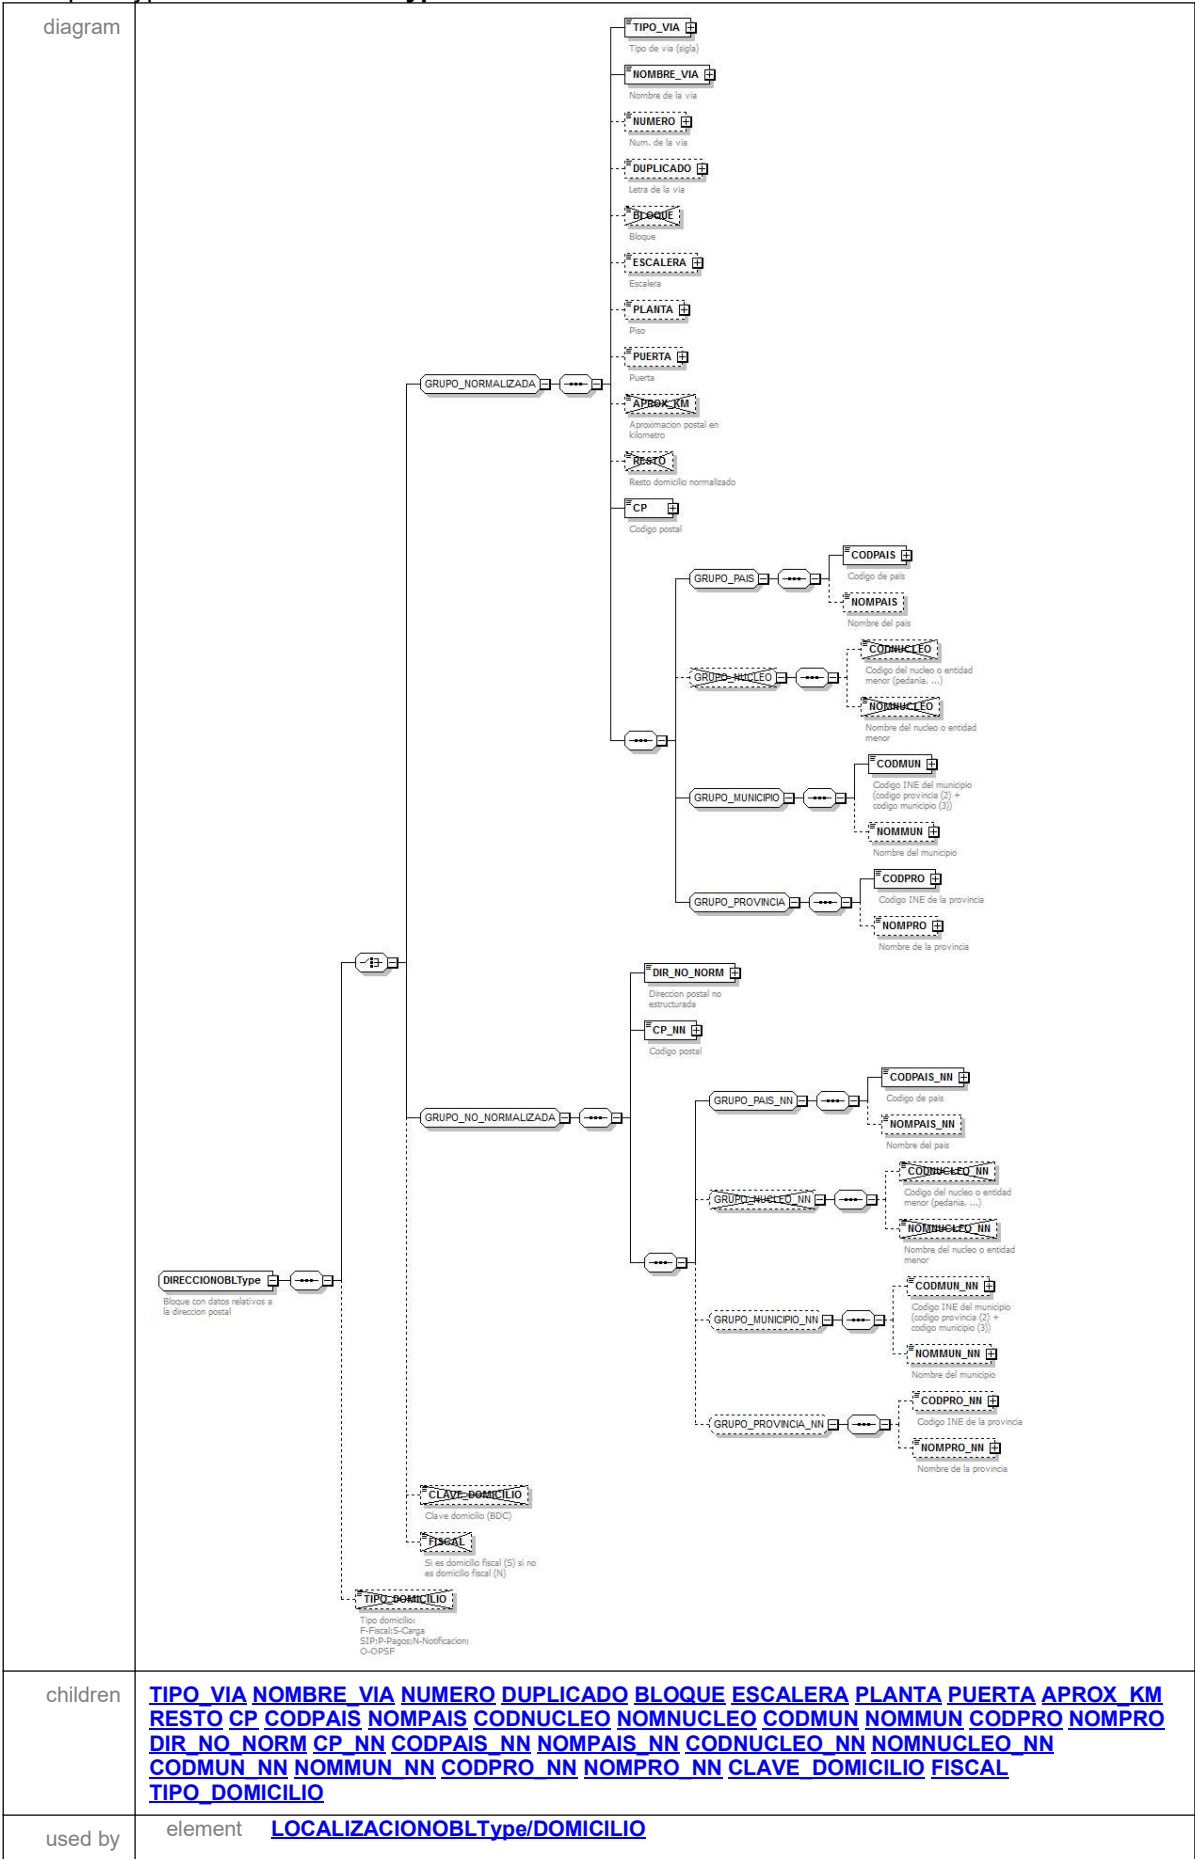 diagram
TIPO_VIA
Tipo de via (sigla)
NOMBRE_VIA
Nombre de la via
NUMERO
Num. de la via
DUPLICADO
Letra de la via
BLOQUE
Bloque
ESCALERA
Escalera
PLANTA
Piso
PUERTA
Puerta
GRUPO_NORMALIZADA
APROX_KM
Aproximacion postal en
kilometro
RESTO
Resto domicilio normalizado
CP
Codigo postal
GRUPO_PAIS
CODPAIS
Codigo de pais
NOMPAIS
Nombre del pais
GRUPO_NUCLEO
CODNUCLEO
Codigo del nucleo o entidad
menor (pedania, ...)
NOMNUCLEO
Nombre del nucleo o entidad
menor
GRUPO_MUNICIPIO
CODMUN
Codigo INE del municipio
(codigo provincia (2) +
codigo municipio (3))
NOMMUN
Nombre del municipio
GRUPO_PROVINCIA
CODPRO
Codigo INE de la provincia
NOMPRO
Nombre de la provincia
DIR_NO_NORM
Direccion postal no
estructurada
CP_NN
Codigo postal
GRUPO_NO_NORMALIZADA
GRUPO_PAIS_NN
CODPAIS_NN
Codigo de pais
NOMPAIS_NN
Nombre del pais
GRUPO_NUCLEO_NN
CODNUCLEO_NN
Codigo del nucleo o entidad
menor (pedania, ...)
NOMNUCLEO_NN
Nombre del nucleo o entidad
menor
DIRECCIONOBLType
Bloque con datos relativos a
la direccion postal
GRUPO_MUNICIPIO_NN
CODMUN_NN
Codigo INE del municipio
(codigo provincia (2) +
codigo municipio (3))
NOMMUN_NN
Nombre del municipio
GRUPO_PROVINCIA_NN
CODPRO_NN
Codigo INE de la provincia
NOMPRO_NN
Nombre de la provincia
CLAVE_DOMICILIO
Clave domicilio (BDC)
FISCAL
Si es domicilio fiscal (S) si no
es domicilio fiscal (N)
TIPO_DOMICILIO
Tipo domicilio:
F-Fiscal;S-Carga
SIP;P-Pagos;N-Notificacion;
O-OPSF
children
TIPO_VIA NOMBRE_VIA NUMERO DUPLICADO BLOQUE ESCALERA PLANTA PUERTA APROX_KM
RESTO CP CODPAIS NOMPAIS CODNUCLEO NOMNUCLEO CODMUN NOMMUN CODPRO NOMPRO
DIR_NO_NORM CP_NN CODPAIS_NN NOMPAIS_NN CODNUCLEO_NN NOMNUCLEO_NN
CODMUN_NN NOMMUN_NN CODPRO_NN NOMPRO_NN CLAVE_DOMICILIO FISCAL
TIPO_DOMICILIO
used by
element LOCALIZACIONOBLType/DOMICILIO